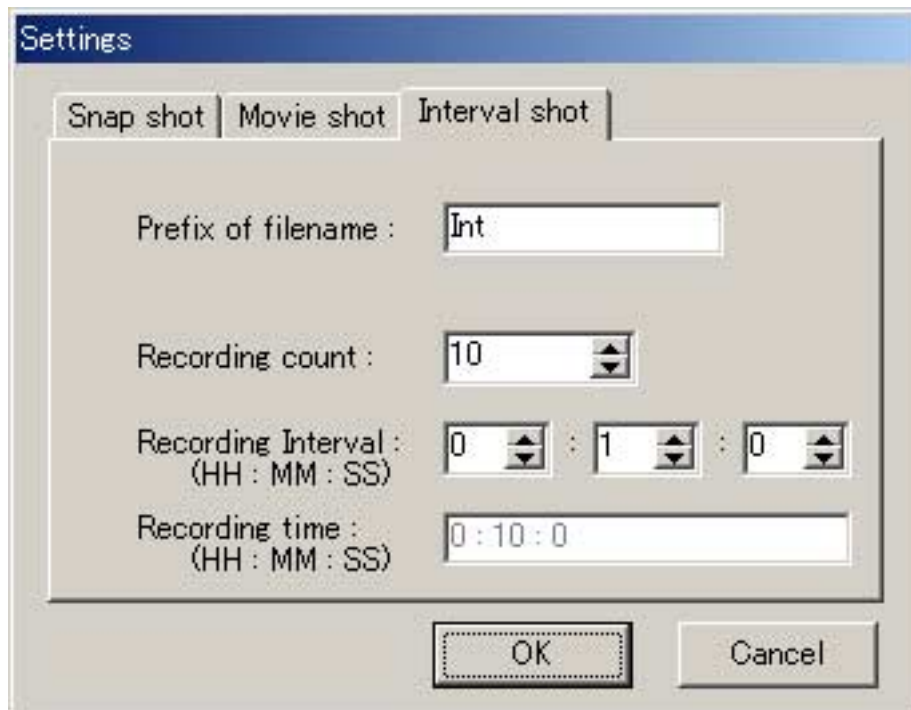 Settings
Snap shot Movie shot Interval shot
Prefix of filename : Int
Recording count : 10
Recording Interval : 0 : 1 : 0
(HH : MM : SS)
Recording time : 0 : 10 : 0
(HH : MM : SS)
OK Cancel